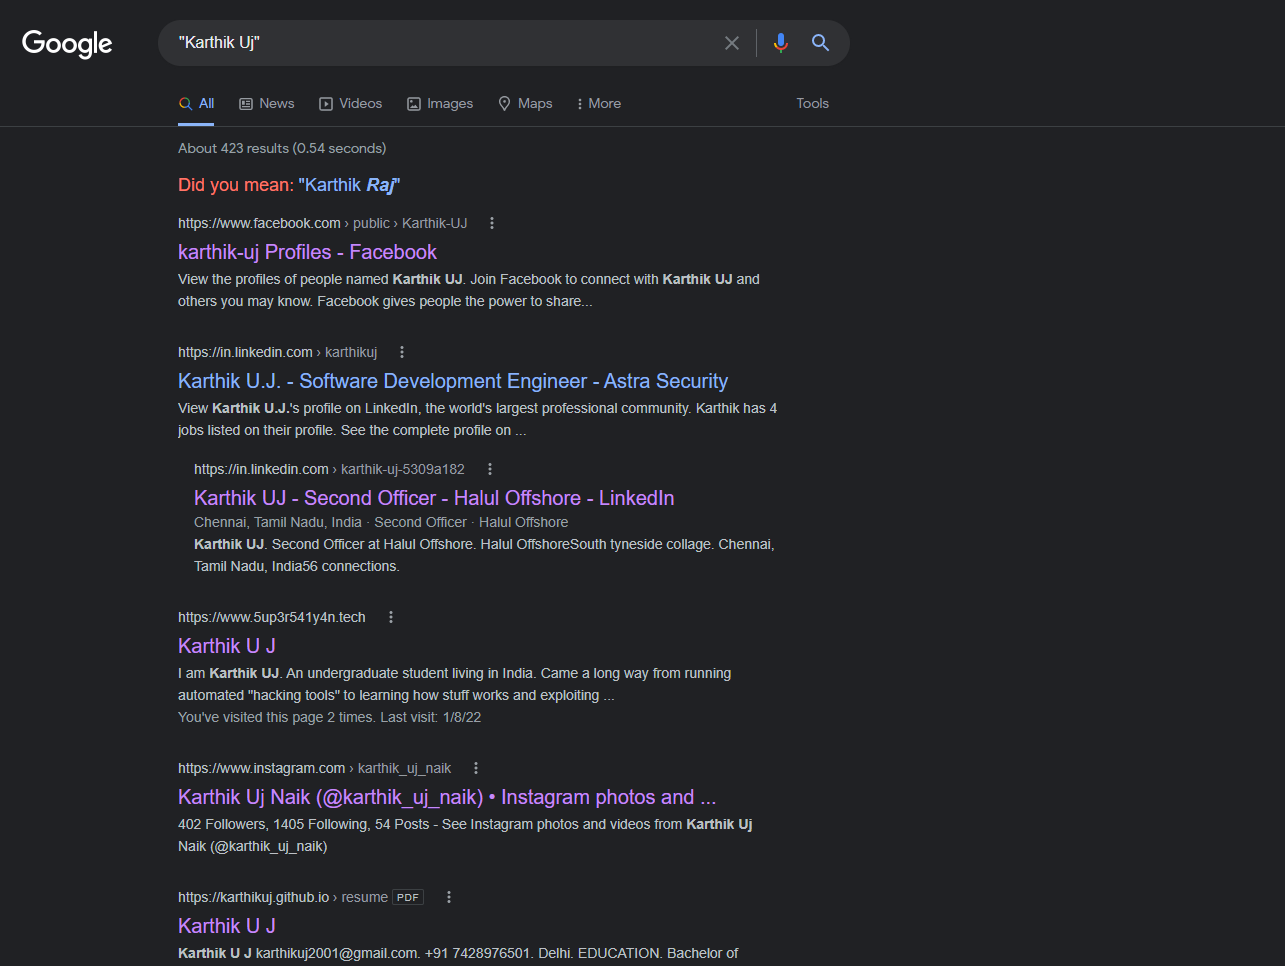 Google
"Karthik Uj"
All
News
Videos
Images
Maps
More
Tools
About 423 results (0.54 seconds)
Did you mean: "Karthik Raj"
https://www.facebook.com › public › Karthik-UJ
karthik-uj Profiles - Facebook
View the profiles of people named Karthik UJ. Join Facebook to connect with Karthik UJ and
others you may know. Facebook gives people the power to share...
https://in.linkedin.com › karthikuj
Karthik U.J. - Software Development Engineer - Astra Security
View Karthik U.J.'s profile on LinkedIn, the world's largest professional community. Karthik has 4
jobs listed on their profile. See the complete profile on ...
https://in.linkedin.com › karthik-uj-5309a182
Karthik UJ - Second Officer - Halul Offshore - LinkedIn
Chennai, Tamil Nadu, India · Second Officer · Halul Offshore
Karthik UJ. Second Officer at Halul Offshore. Halul OffshoreSouth tyneside collage. Chennai,
Tamil Nadu, India56 connections.
https://www.5up3r541y4n.tech
Karthik U J
I am Karthik UJ. An undergraduate student living in India. Came a long way from running
automated "hacking tools" to learning how stuff works and exploiting ...
You've visited this page 2 times. Last visit: 1/8/22
https://www.instagram.com › karthik_uj_naik
Karthik Uj Naik (@karthik_uj_naik) • Instagram photos and ...
402 Followers, 1405 Following, 54 Posts - See Instagram photos and videos from Karthik Uj
Naik (@karthik_uj_naik)
https://karthikuj.github.io › resume PDF
Karthik U J
Karthik U J karthikuj2001@gmail.com. +91 7428976501. Delhi. EDUCATION. Bachelor of